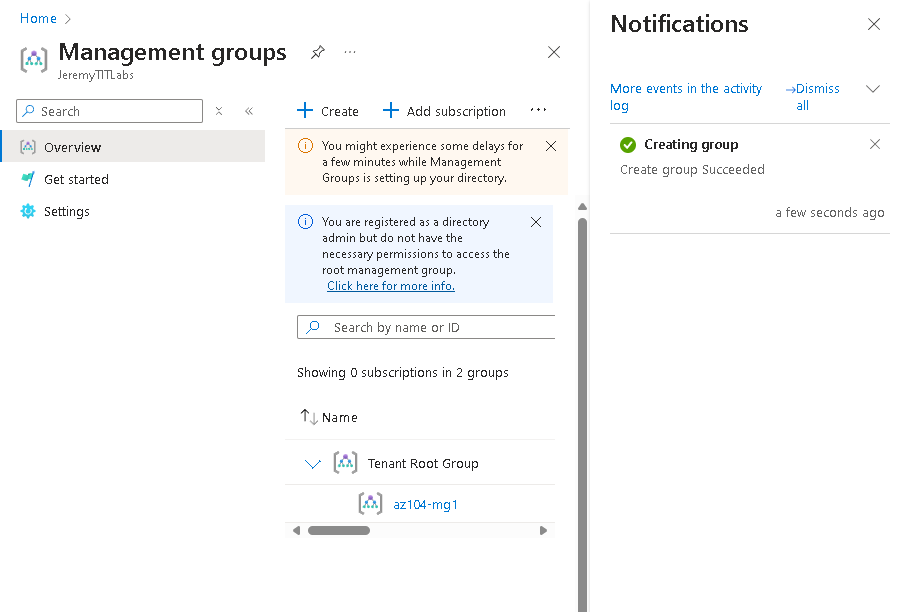 Home
Management groups
JeremyTITLabs
Search
Overview
Get started
Settings
Create
Add subscription
You might experience some delays for
a few minutes while Management
Groups is setting up your directory.
You are registered as a directory
admin but do not have the
necessary permissions to access the
root management group.
Click here for more info.
Search by name or ID
Showing 0 subscriptions in 2 groups
Name
Tenant Root Group
az104-mg1
Notifications
More events in the activity
log
Dismiss
all
Creating group
Create group Succeeded
a few seconds ago